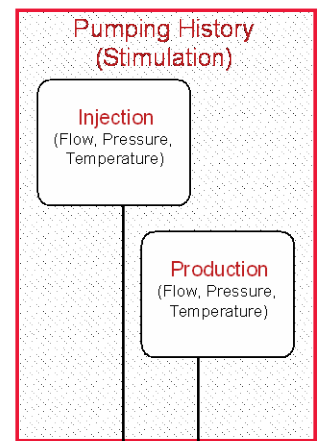 Pumping History
(Stimulation)
Injection
(Flow, Pressure,
Temperature)
Production
(Flow, Pressure,
Temperature)